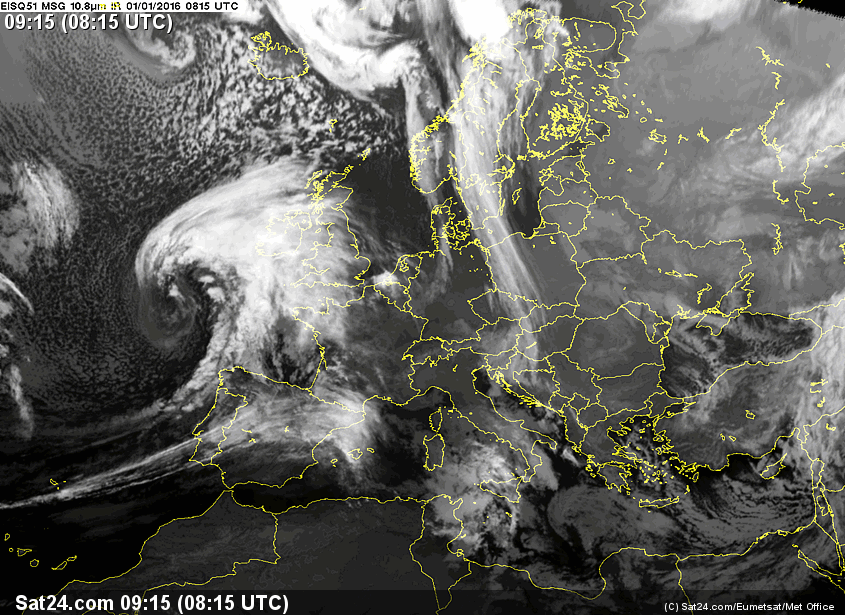 EISQ51 MSG 10.8µm IR 01/01/2016 0815 UTC
09:15 (08:15 UTC)
Sat24.com 09:15 (08:15 UTC)
(C) Sat24.com/Eumetsat/Met Office